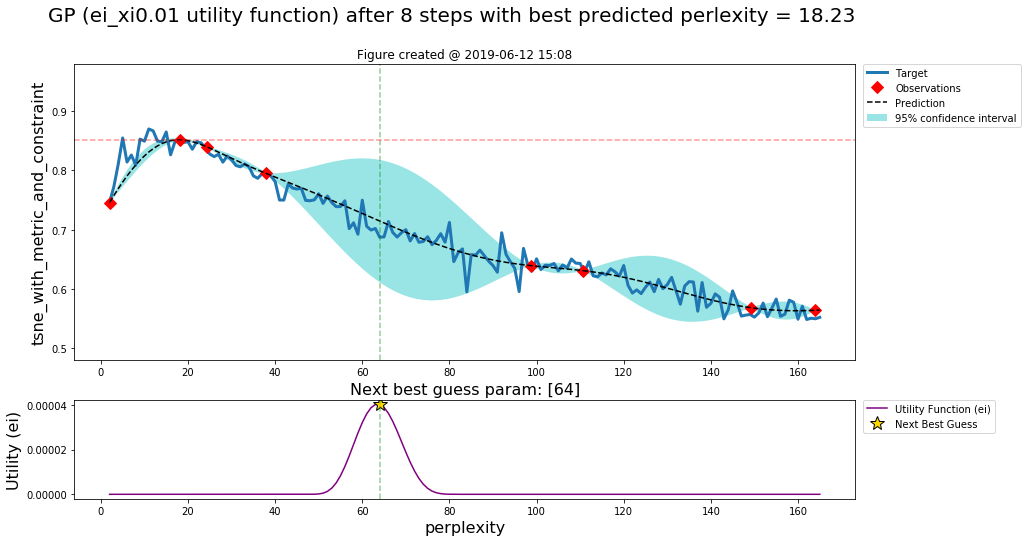 GP (ei_xi0.01 utility function) after 8 steps with best predicted perlexity = 18.23
Figure created @ 2019-06-12 15:08
tsne_with_metric_and_constraint
0.9
0.8
0.7
0.6
0.5
0 20 40 60 80 100 120 140 160
Target
Observations
Prediction
95% confidence interval
Next best guess param: [64]
Utility (ei)
0.00004
0.00002
0.00000
0 20 40 60 80 100 120 140 160
perplexity
Utility Function (ei)
Next Best Guess